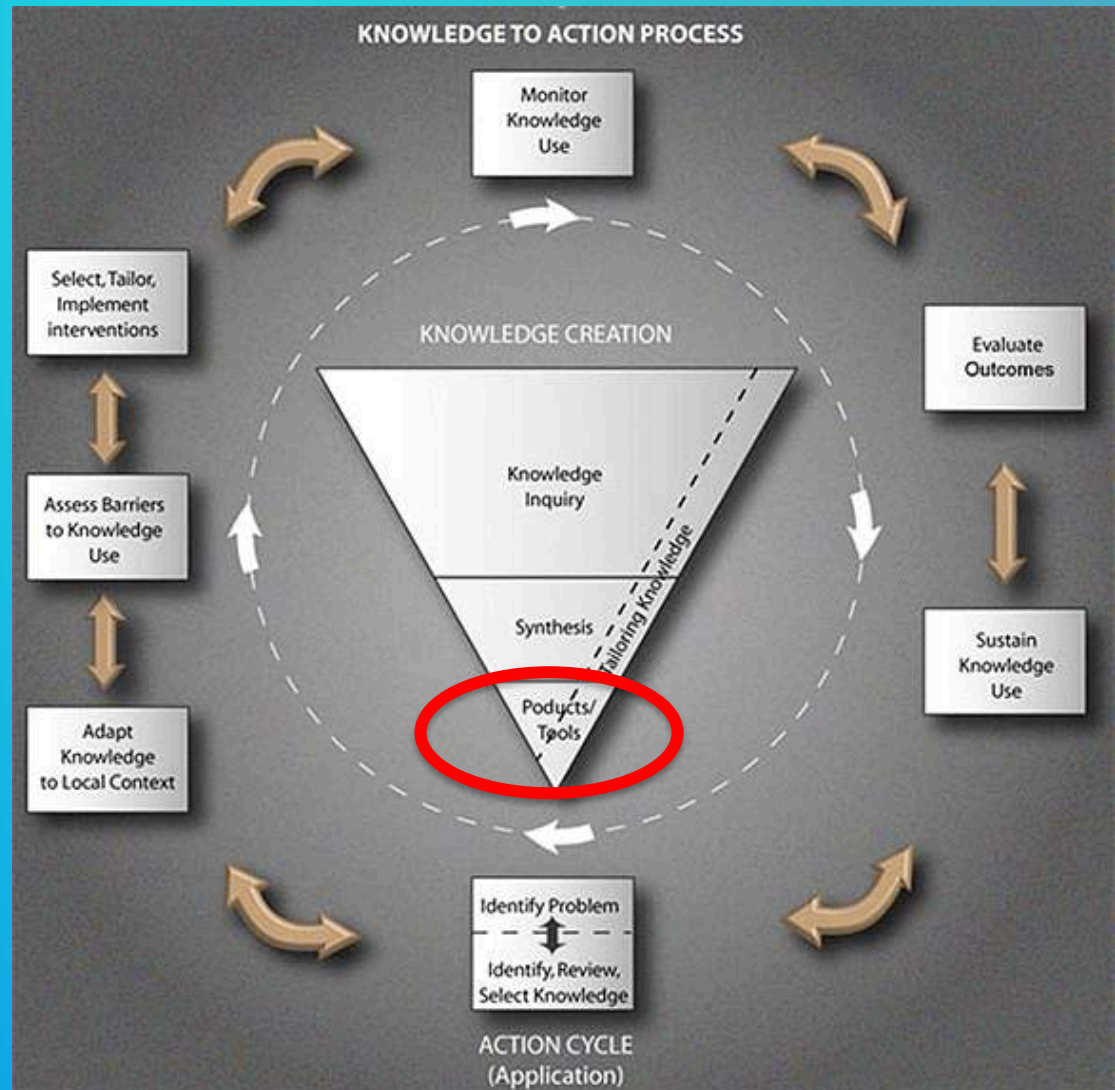 KNOWLEDGE TO ACTION PROCESS
Monitor
Knowledge
Use
Select, Tailor,
Implement
interventions
KNOWLEDGE CREATION
Evaluate
Outcomes
Knowledge
Inquiry
Assess Barriers
to Knowledge
Use
Tailoring Knowledge
Synthesis
Sustain
Knowledge
Use
Poducts/
Tools
Adapt
Knowledge
to Local Context
Identify Problem
Identify, Review,
Select Knowledge
ACTION CYCLE
(Application)